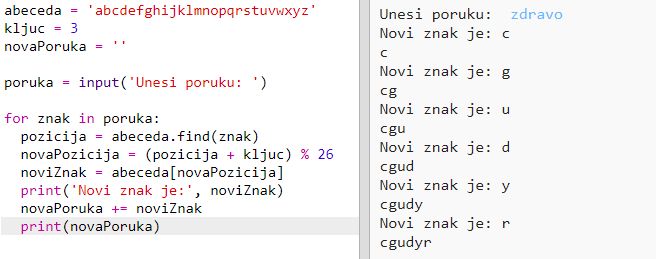 abeceda = 'abcdefghijklmnopqrstuvwxyz'
kljuc = 3
novaPoruka = ''
poruka = input('Unesi poruku: ')
for znak in poruka:
  pozicija = abeceda.find(znak)
  novaPozicija = (pozicija + kljuc) % 26
  noviZnak = abeceda[novaPozicija]
  print('Novi znak je:', noviZnak)
  novaPoruka += noviZnak
  print(novaPoruka)
Unesi poruku:  zdravo
Novi znak je: c
c
Novi znak je: g
cg
Novi znak je: u
cgu
Novi znak je: d
cgud
Novi znak je: y
cgudy
Novi znak je: r
cgudyr